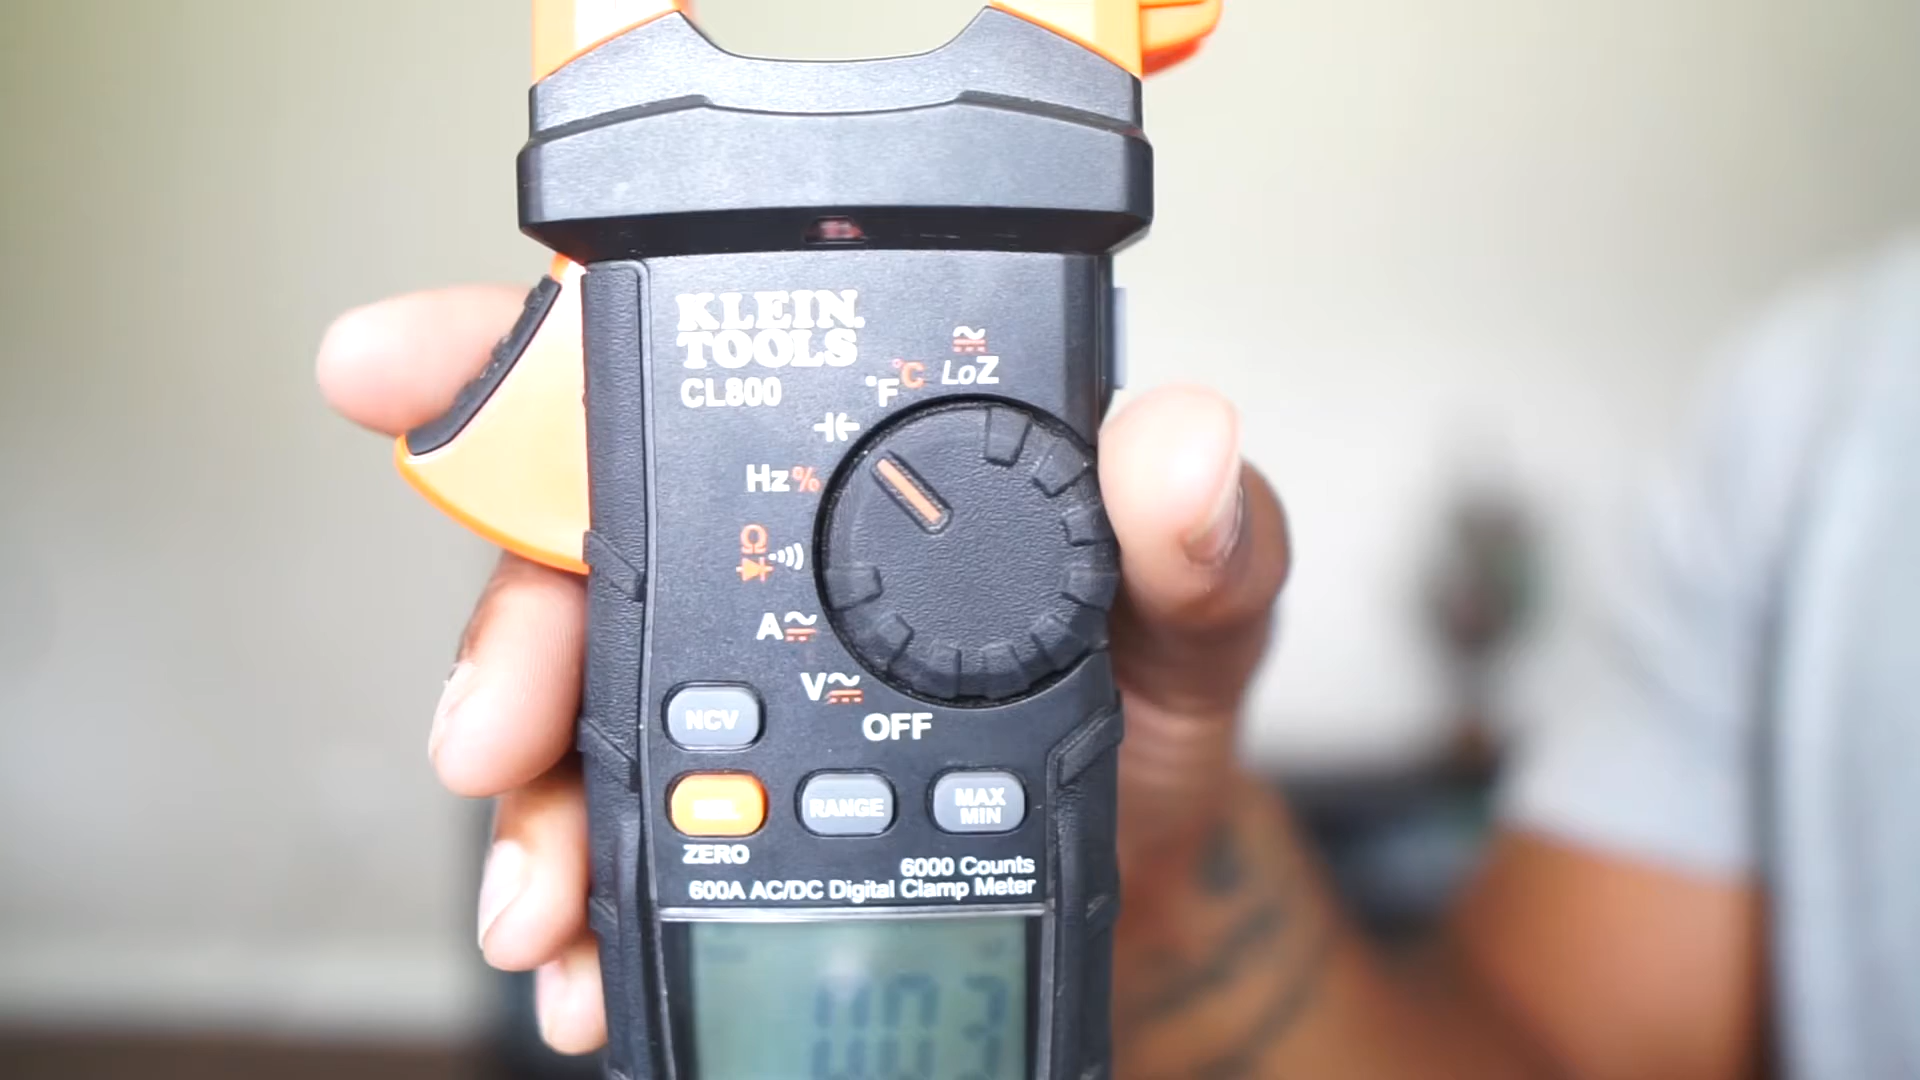 KLEIN
TOOLS
CL800
LoZ
°F °C
Hz%
Ω
A
V
OFF
NCV
RANGE
MAX
MIN
ZERO
6000 Counts
600A AC/DC Digital Clamp Meter